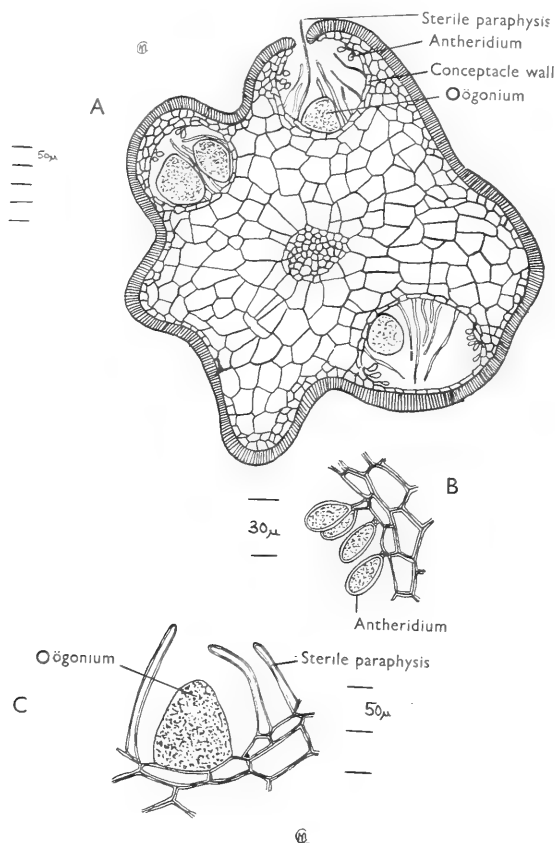 Sterile paraphysis
Antheridium
Conceptacle wall
Oögonium
A
50μ
B
30μ
Antheridium
Oögonium
Sterile paraphysis
C
50μ